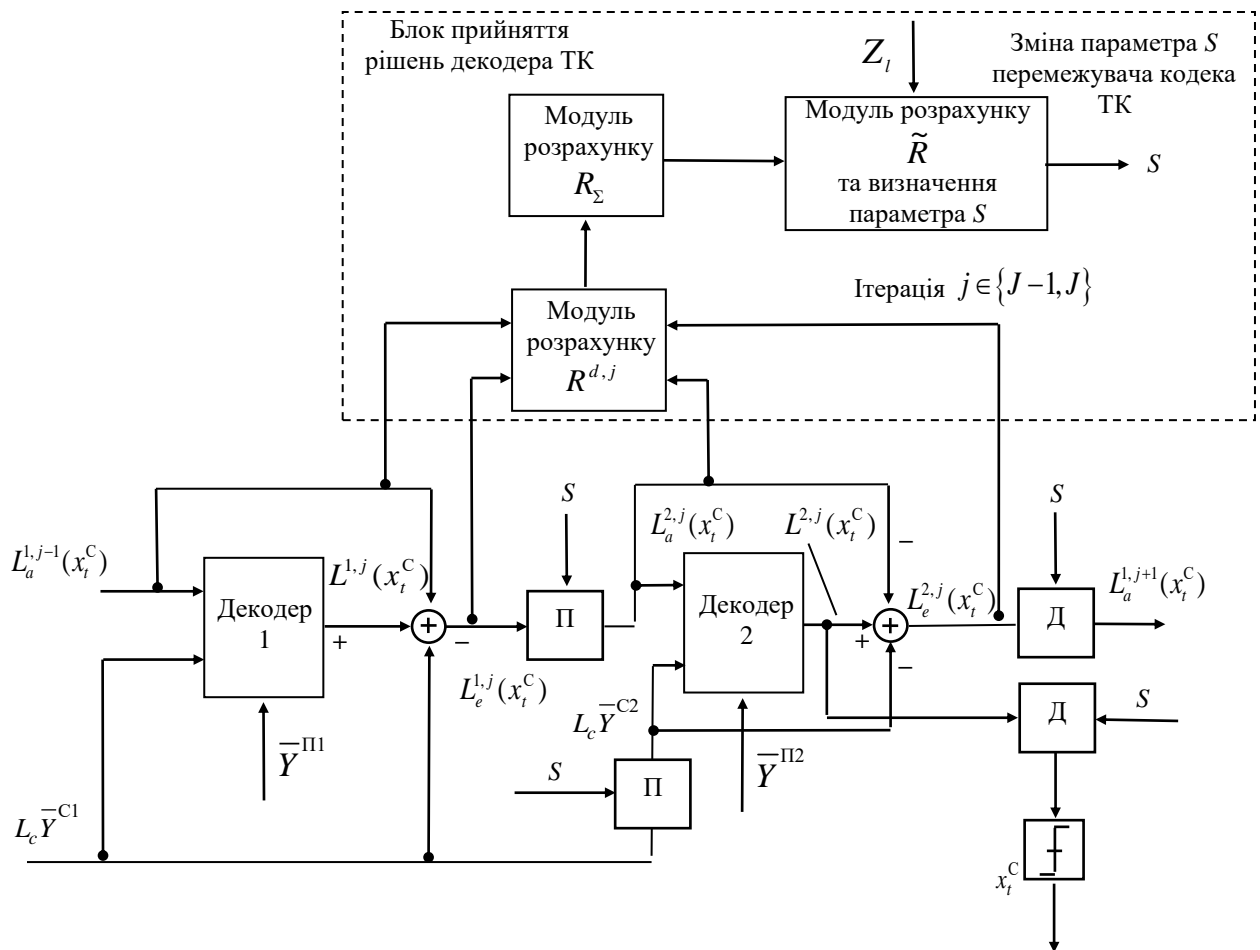 Блок прийняття
рішень декодера ТК
Z_l
Зміна параметра S
перемежувача кодека
ТК
Модуль
розрахунку
R_Σ
Модуль розрахунку
R̃
та визначення
параметра S
S
Ітерація j ∈ {J −1, J}
Модуль
розрахунку
R^{d, j}
S
S
L_a^{1, j−1}(x_t^C)
L^{1, j}(x_t^C)
L_a^{2, j}(x_t^C)
L^{2, j}(x_t^C)
−
L_e^{2, j}(x_t^C)
L_a^{1, j+1}(x_t^C)
Декодер
1
+
+
−
П
Декодер
2
+
+
−
Д
L_e^{1, j}(x_t^C)
L_c Y̅^{C2}
Д
S
Y̅^{П1}
S
П
Y̅^{П2}
L_c Y̅^{C1}
x_t^C